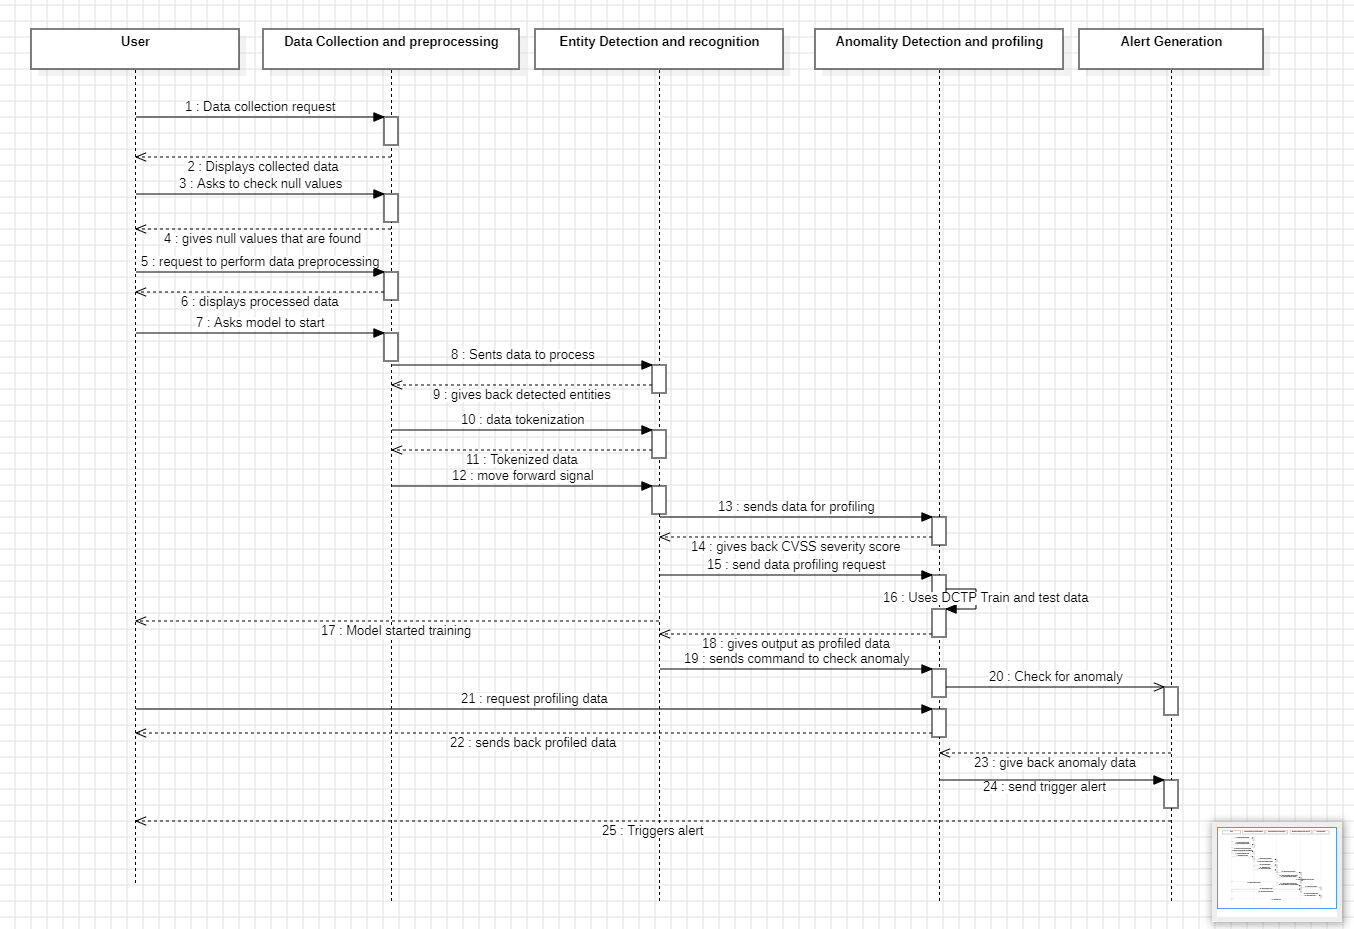 User
Data Collection and preprocessing
Entity Detection and recognition
Anomality Detection and profiling
Alert Generation
1 : Data collection request
2 : Displays collected data
3 : Asks to check null values
4 : gives null values that are found
5 : request to perform data preprocessing
6 : displays processed data
7 : Asks model to start
8 : Sents data to process
9 : gives back detected entities
10 : data tokenization
11 : Tokenized data
12 : move forward signal
13 : sends data for profiling
14 : gives back CVSS severity score
15 : send data profiling request
16 : Uses DCTP Train and test data
17 : Model started training
18 : gives output as profiled data
19 : sends command to check anomaly
20 : Check for anomaly
21 : request profiling data
22 : sends back profiled data
23 : give back anomaly data
24 : send trigger alert
25 : Triggers alert